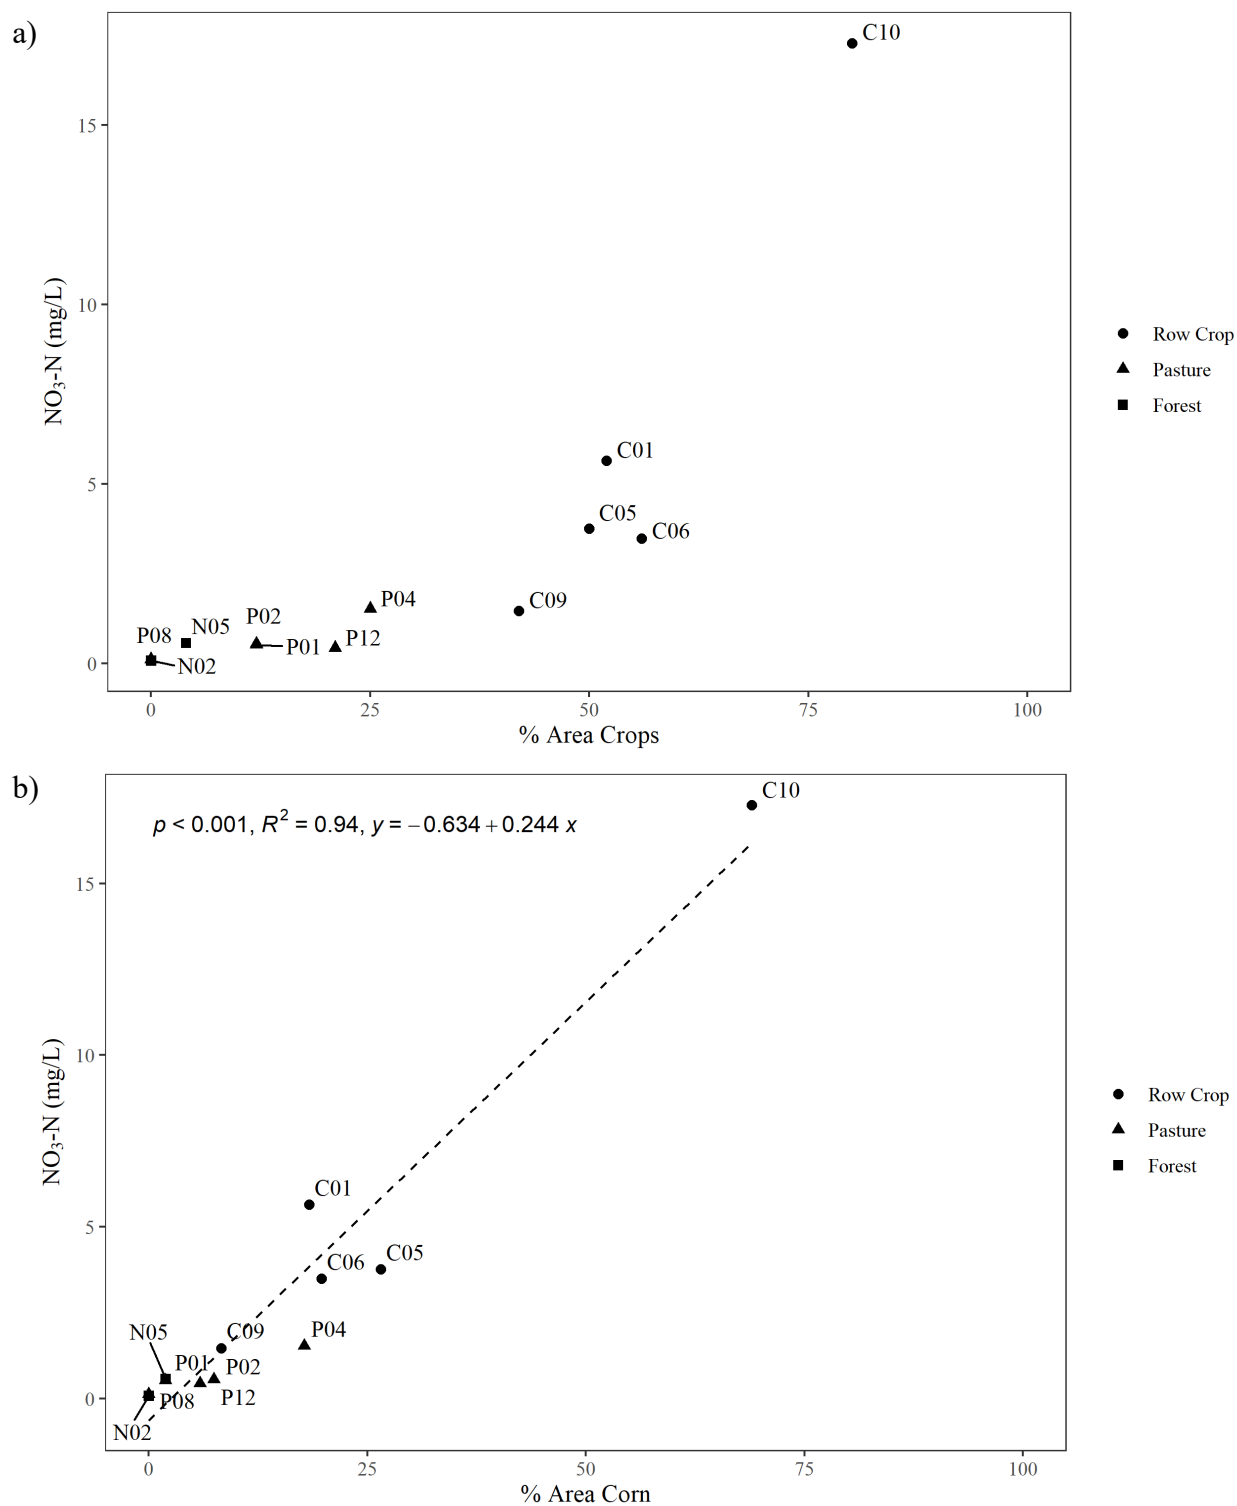 a)
C10
15
10
NO₃-N (mg/L)
Row Crop
Pasture
Forest
C01
5
C05
C06
P04
C09
P02
N05
P08
P12
P01
N02
0
0 25 50 75 100
% Area Crops
b)
C10
p < 0.001, R² = 0.94, y = −0.634 + 0.244 x
15
10
NO₃-N (mg/L)
Row Crop
Pasture
Forest
C01
5
C06
C05
N05
C09
P04
P01
P02
P08
P12
0
N02
0 25 50 75 100
% Area Corn